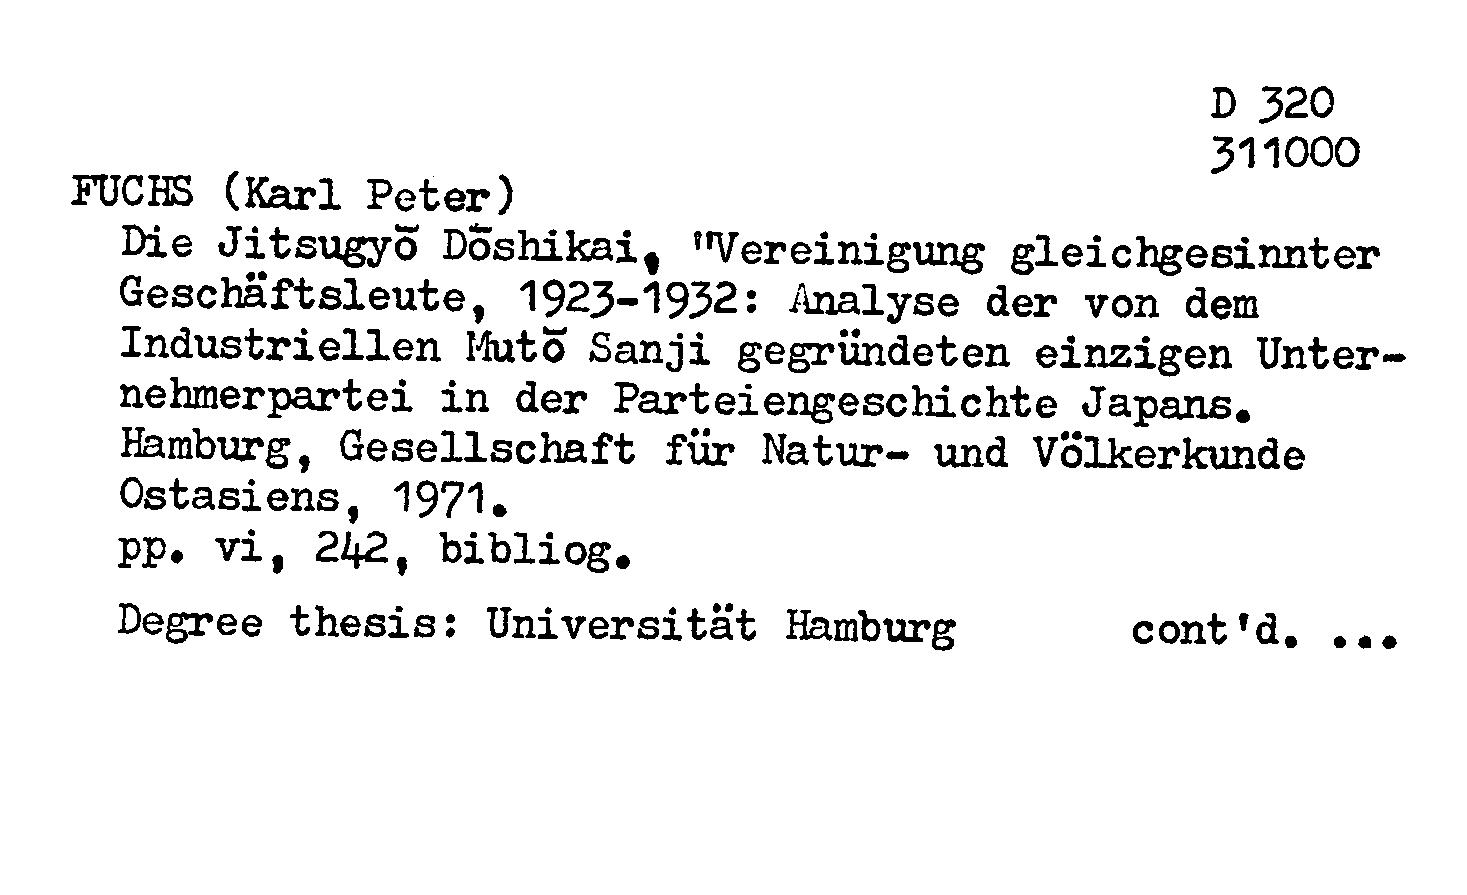 D 320
311000
FUCHS (Karl Peter)
Die Jitsugyō Dōshikai, "Vereinigung gleichgesinnter
Geschäftsleute, 1923-1932: Analyse der von dem
Industriellen Mutō Sanji gegründeten einzigen Unter-
nehmerpartei in der Parteiengeschichte Japans.
Hamburg, Gesellschaft für Natur- und Völkerkunde
Ostasiens, 1971.
pp. vi, 242, bibliog.
Degree thesis: Universität Hamburg cont'd. ...